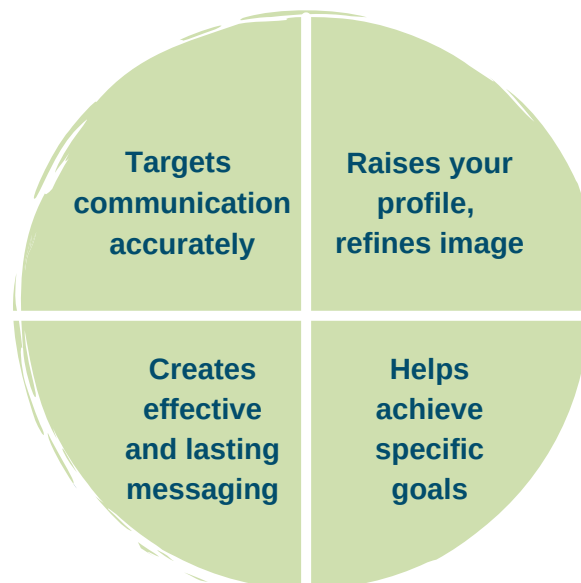 Targets
communication
accurately
Raises your
profile,
refines image
Creates
effective
and lasting
messaging
Helps
achieve
specific
goals